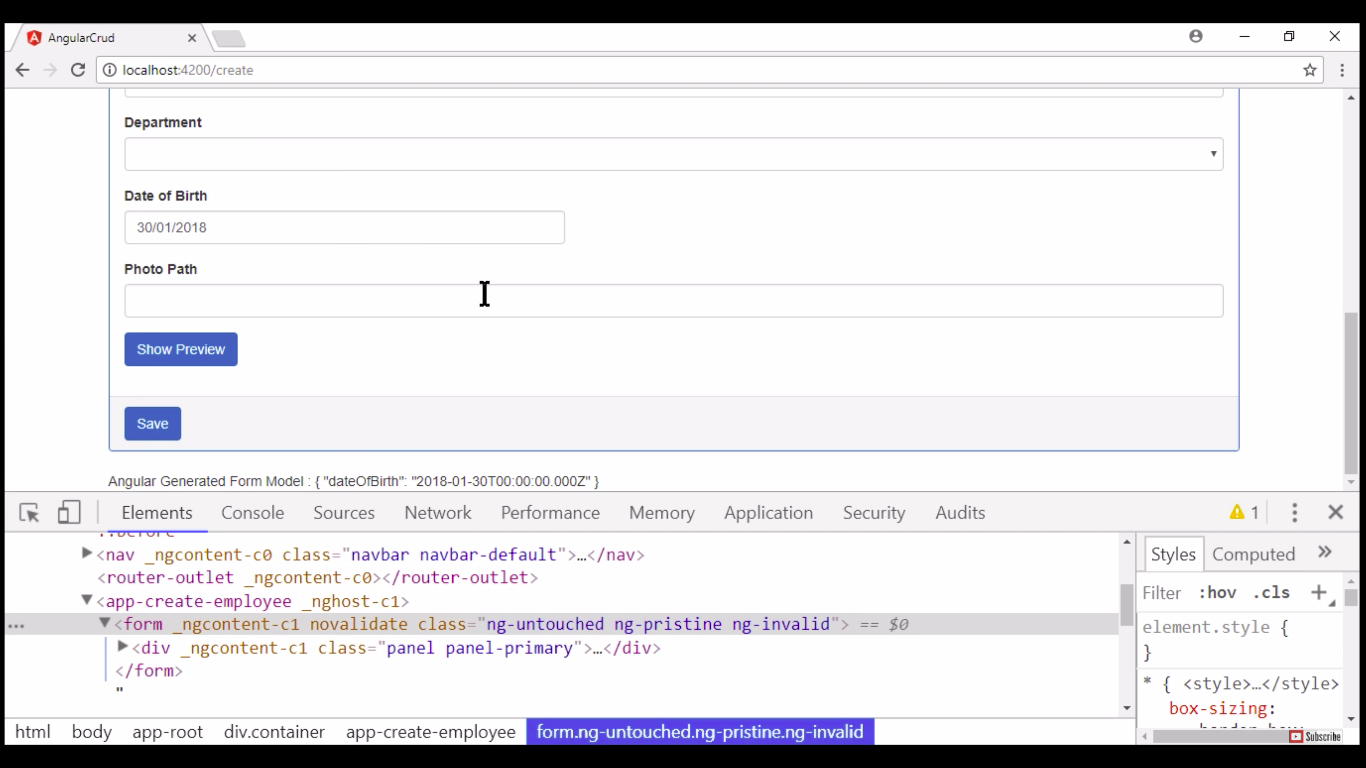 AngularCrud
localhost:4200/create
Department
Date of Birth
30/01/2018
Photo Path
Show Preview
Save
Angular Generated Form Model : { "dateOfBirth": "2018-01-30T00:00:00.000Z" }
Elements Console Sources Network Performance Memory Application Security Audits 1
::before
<nav _ngcontent-c0 class="navbar navbar-default">…</nav>
<router-outlet _ngcontent-c0></router-outlet>
<app-create-employee _nghost-c1>
<form _ngcontent-c1 novalidate class="ng-untouched ng-pristine ng-invalid"> == $0
<div _ngcontent-c1 class="panel panel-primary">…</div>
</form>
"
html body app-root div.container app-create-employee form.ng-untouched.ng-pristine.ng-invalid
Styles Computed »
Filter :hov .cls +
element.style {
}
* { <style>…</style>
box-sizing:
border-box;
Subscribe